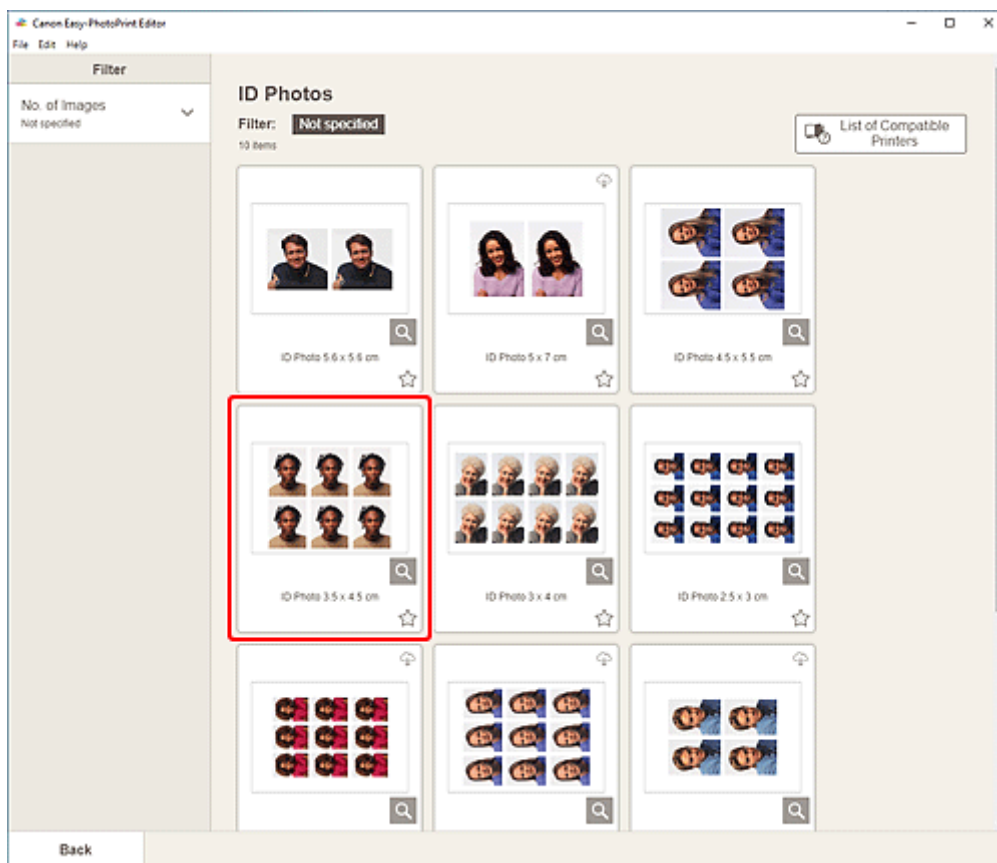 Canon Easy-PhotoPrint Editor
File Edit Help
Filter
No. of Images
Not specified
ID Photos
Filter: Not specified
10 items
List of Compatible
Printers
ID Photo 5.6 x 5.6 cm
ID Photo 5 x 7 cm
ID Photo 4.5 x 5.5 cm
ID Photo 3.5 x 4.5 cm
ID Photo 3 x 4 cm
ID Photo 2.5 x 3 cm
Back